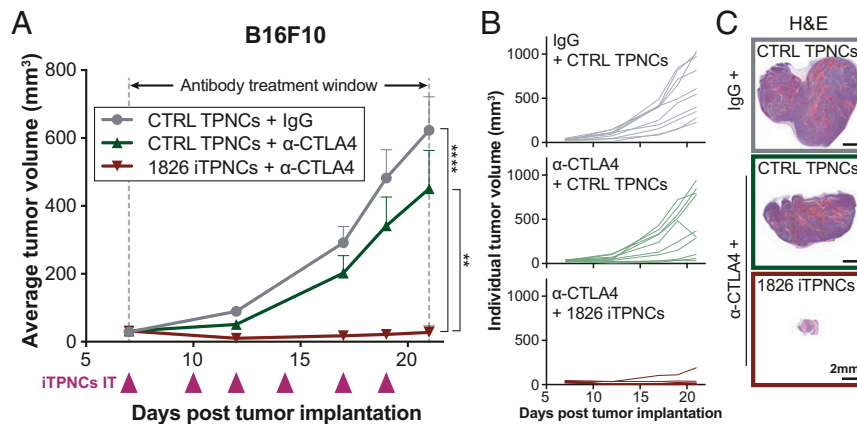 A
B16F10
Average tumor volume (mm³)
800
600
400
200
0
Antibody treatment window
CTRL TPNCs + IgG
CTRL TPNCs + α-CTLA4
1826 iTPNCs + α-CTLA4
****
**
5
10
15
20
iTPNCs IT
Days post tumor implantation
B
Individual tumor volume (mm³)
IgG
+ CTRL TPNCs
1000
500
0
α-CTLA4
+ CTRL TPNCs
1000
500
0
α-CTLA4
+ 1826 iTPNCs
1000
500
0
5 10 15 20
Days post tumor implantation
C
H&E
IgG +
CTRL TPNCs
α-CTLA4 +
CTRL TPNCs
1826 iTPNCs
2mm